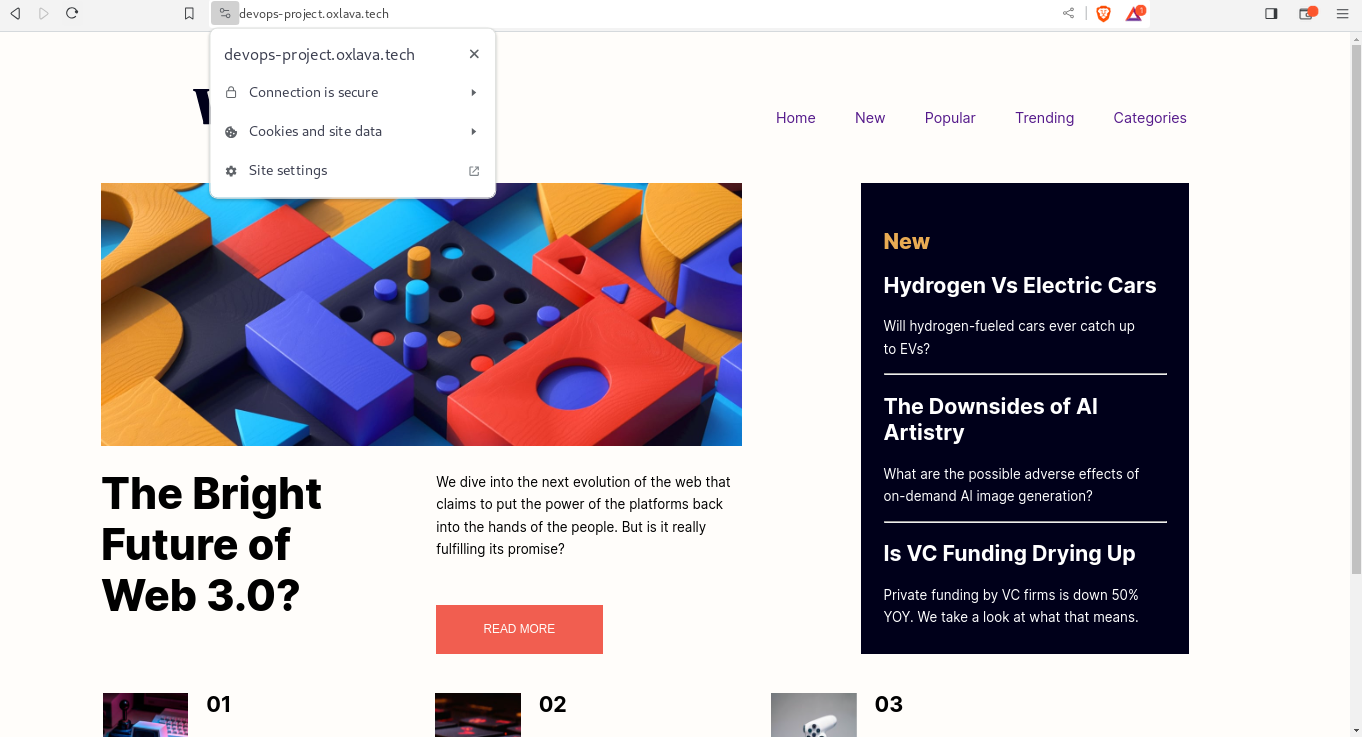 devops-project.oxlava.tech
1
devops-project.oxlava.tech
Connection is secure
Cookies and site data
Site settings
Home New Popular Trending Categories
The Bright
Future of
Web 3.0?
We dive into the next evolution of the web that
claims to put the power of the platforms back
into the hands of the people. But is it really
fulfilling its promise?
READ MORE
New
Hydrogen Vs Electric Cars
Will hydrogen-fueled cars ever catch up
to EVs?
The Downsides of AI
Artistry
What are the possible adverse effects of
on-demand AI image generation?
Is VC Funding Drying Up
Private funding by VC firms is down 50%
YOY. We take a look at what that means.
01
02
03